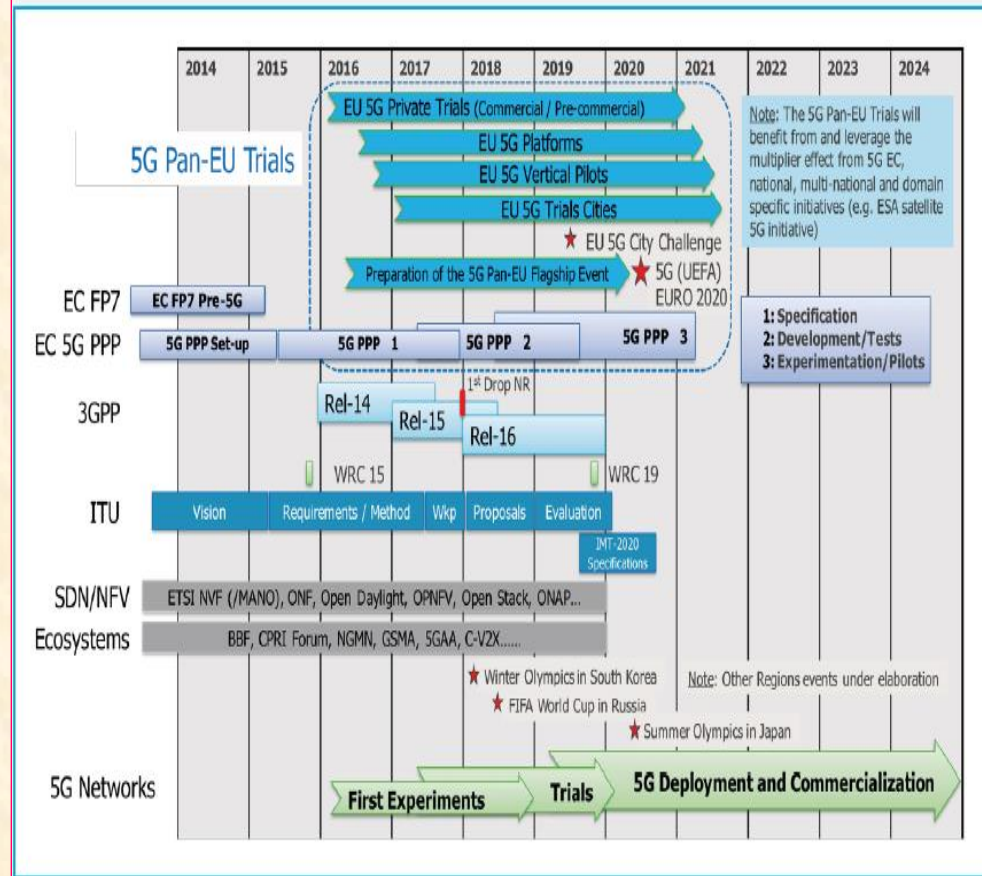 2014 2015 2016 2017 2018 2019 2020 2021 2022 2023 2024
5G Pan-EU Trials
EU 5G Private Trials (Commercial / Pre-commercial)
EU 5G Platforms
EU 5G Vertical Pilots
EU 5G Trials Cities
EU 5G City Challenge
Preparation of the 5G Pan-EU Flagship Event
5G (UEFA)
EURO 2020
Note: The 5G Pan-EU Trials will
benefit from and leverage the
multiplier effect from 5G EC,
national, multi-national and domain
specific initiatives (e.g. ESA satellite
5G initiative)
EC FP7
EC FP7 Pre-5G
EC 5G PPP
5G PPP Set-up
5G PPP 1
5G PPP 2
5G PPP 3
1: Specification
2: Development/Tests
3: Experimentation/Pilots
3GPP
Rel-14
Rel-15
1st Drop NR
Rel-16
WRC 15
WRC 19
ITU
Vision
Requirements / Method
Wkp
Proposals
Evaluation
IMT-2020
Specifications
SDN/NFV
ETSI NVF (/MANO), ONF, Open Daylight, OPNFV, Open Stack, ONAP...
Ecosystems
BBF, CPRI Forum, NGMN, GSMA, 5GAA, C-V2X......
Winter Olympics in South Korea
FIFA World Cup in Russia
Note: Other Regions events under elaboration
Summer Olympics in Japan
5G Networks
First Experiments
Trials
5G Deployment and Commercialization